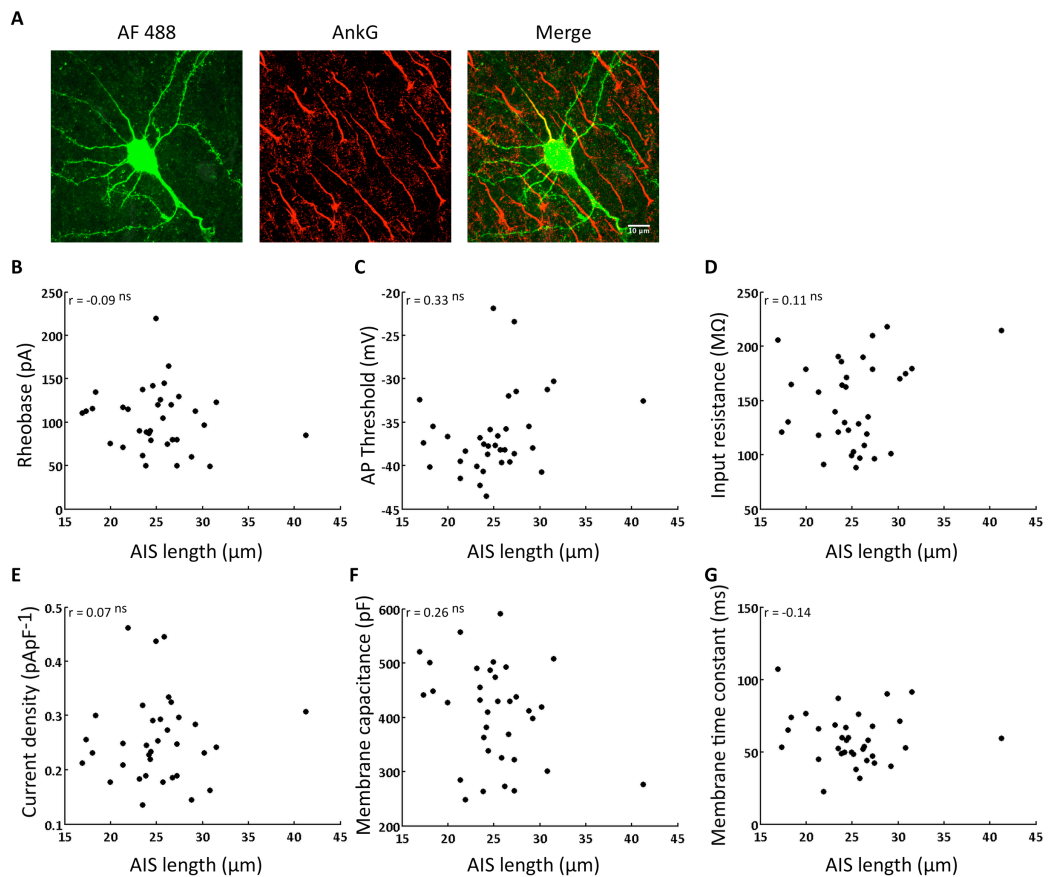 A
AF 488
AnkG
Merge
10 µm
B
r = -0.09 ns
Rheobase (pA)
250
200
150
100
50
0
15 20 25 30 35 40 45
AIS length (µm)
C
r = 0.33 ns
AP Threshold (mV)
-20
-25
-30
-35
-40
-45
15 20 25 30 35 40 45
AIS length (µm)
D
r = 0.11 ns
Input resistance (MΩ)
250
200
150
100
50
15 20 25 30 35 40 45
AIS length (µm)
E
r = 0.07 ns
Current density (pApF-1)
0.5
0.4
0.3
0.2
0.1
15 20 25 30 35 40 45
AIS length (µm)
F
r = 0.26 ns
Membrane capacitance (pF)
600
500
400
300
200
15 20 25 30 35 40 45
AIS length (µm)
G
r = -0.14
Membrane time constant (ms)
150
100
50
0
15 20 25 30 35 40 45
AIS length (µm)